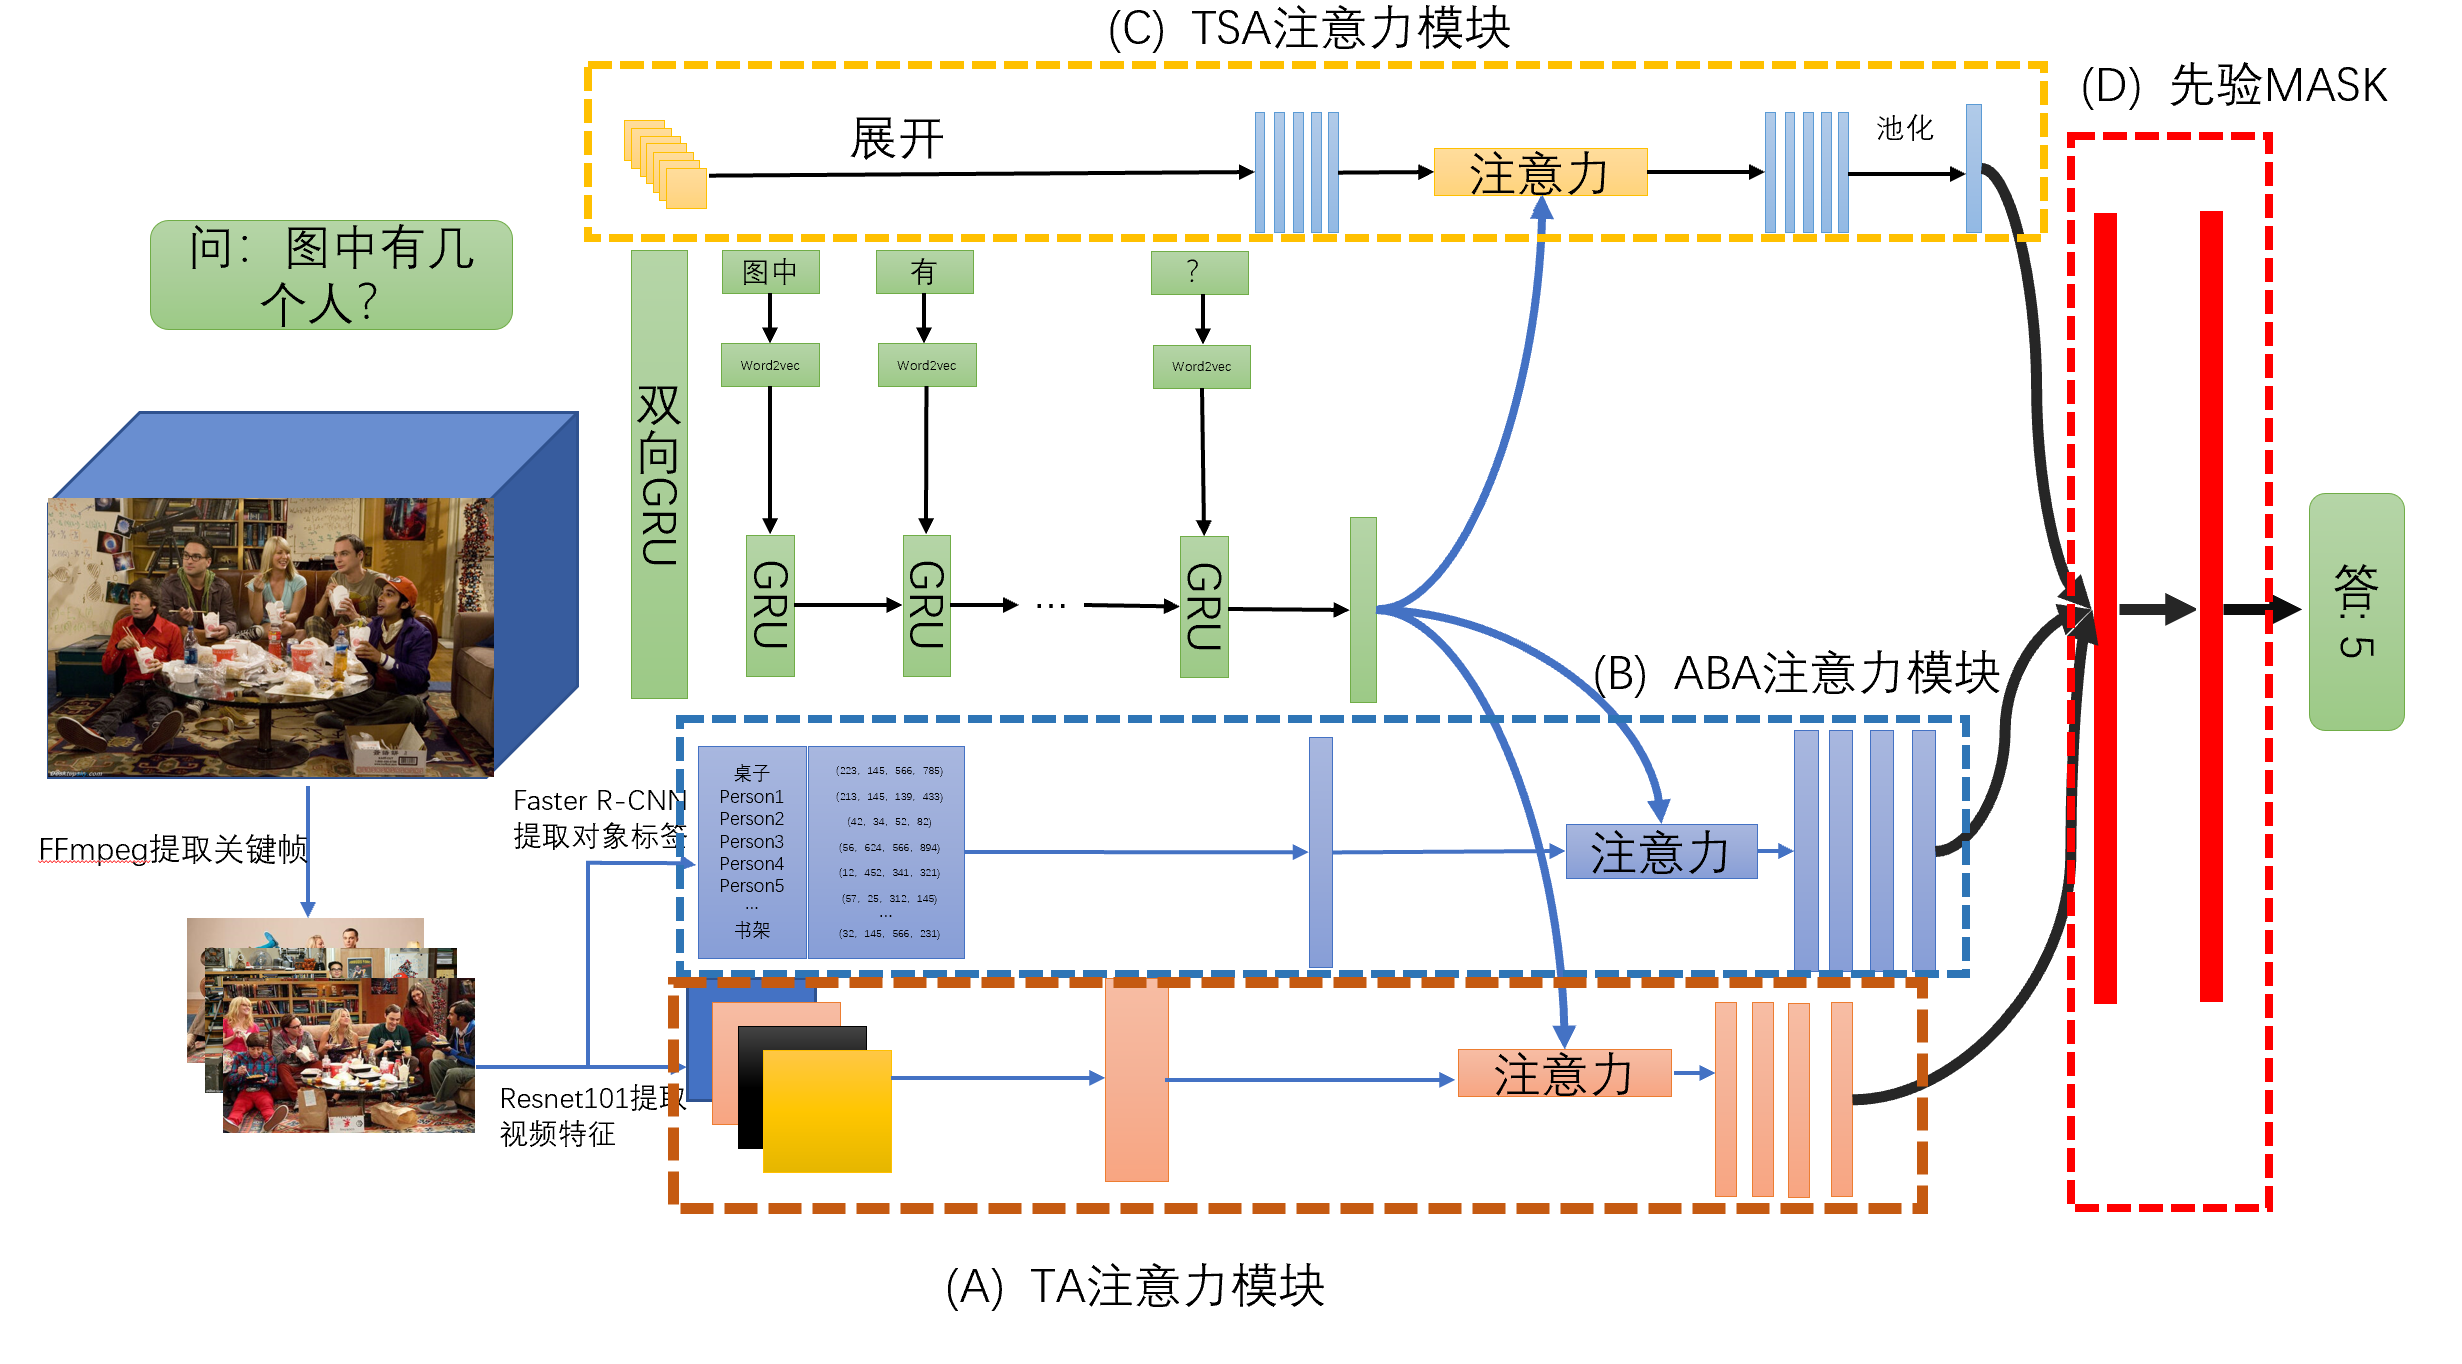 (C) TSA注意力模块
(D) 先验MASK
展开
注意力
池化
问： 图中有几
个人？
双向GRU
图中
有
？
Word2vec
Word2vec
Word2vec
GRU
GRU
…
GRU
答: 5
(B) ABA注意力模块
FFmpeg提取关键帧
Faster R-CNN
提取对象标签
桌子
Person1
Person2
Person3
Person4
Person5
…
书架
(223, 145, 566, 785)
(213, 145, 139, 433)
(42, 34, 52, 82)
(56, 624, 566, 894)
(12, 452, 341, 321)
(57, 25, 312, 145)
…
(32, 145, 566, 231)
注意力
Resnet101提取
视频特征
注意力
(A) TA注意力模块